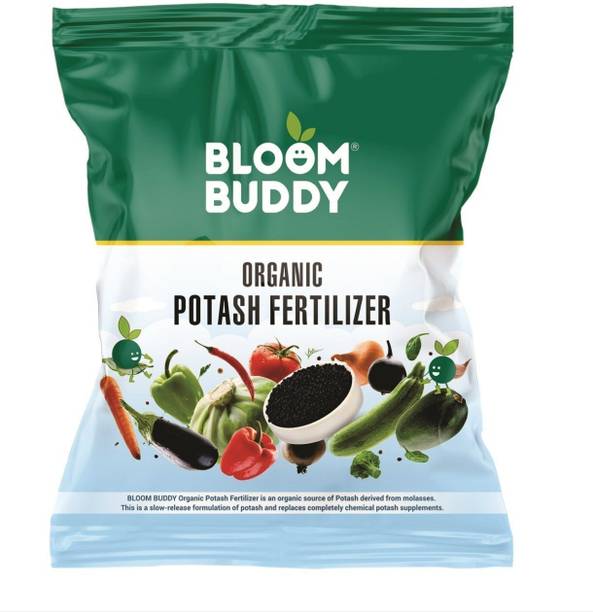 BLOOM®
BUDDY
ORGANIC
POTASH FERTILIZER
BLOOM BUDDY Organic Potash Fertilizer is an organic source of Potash derived from molasses.
This is a slow-release formulation of potash and replaces completely chemical potash supplements.